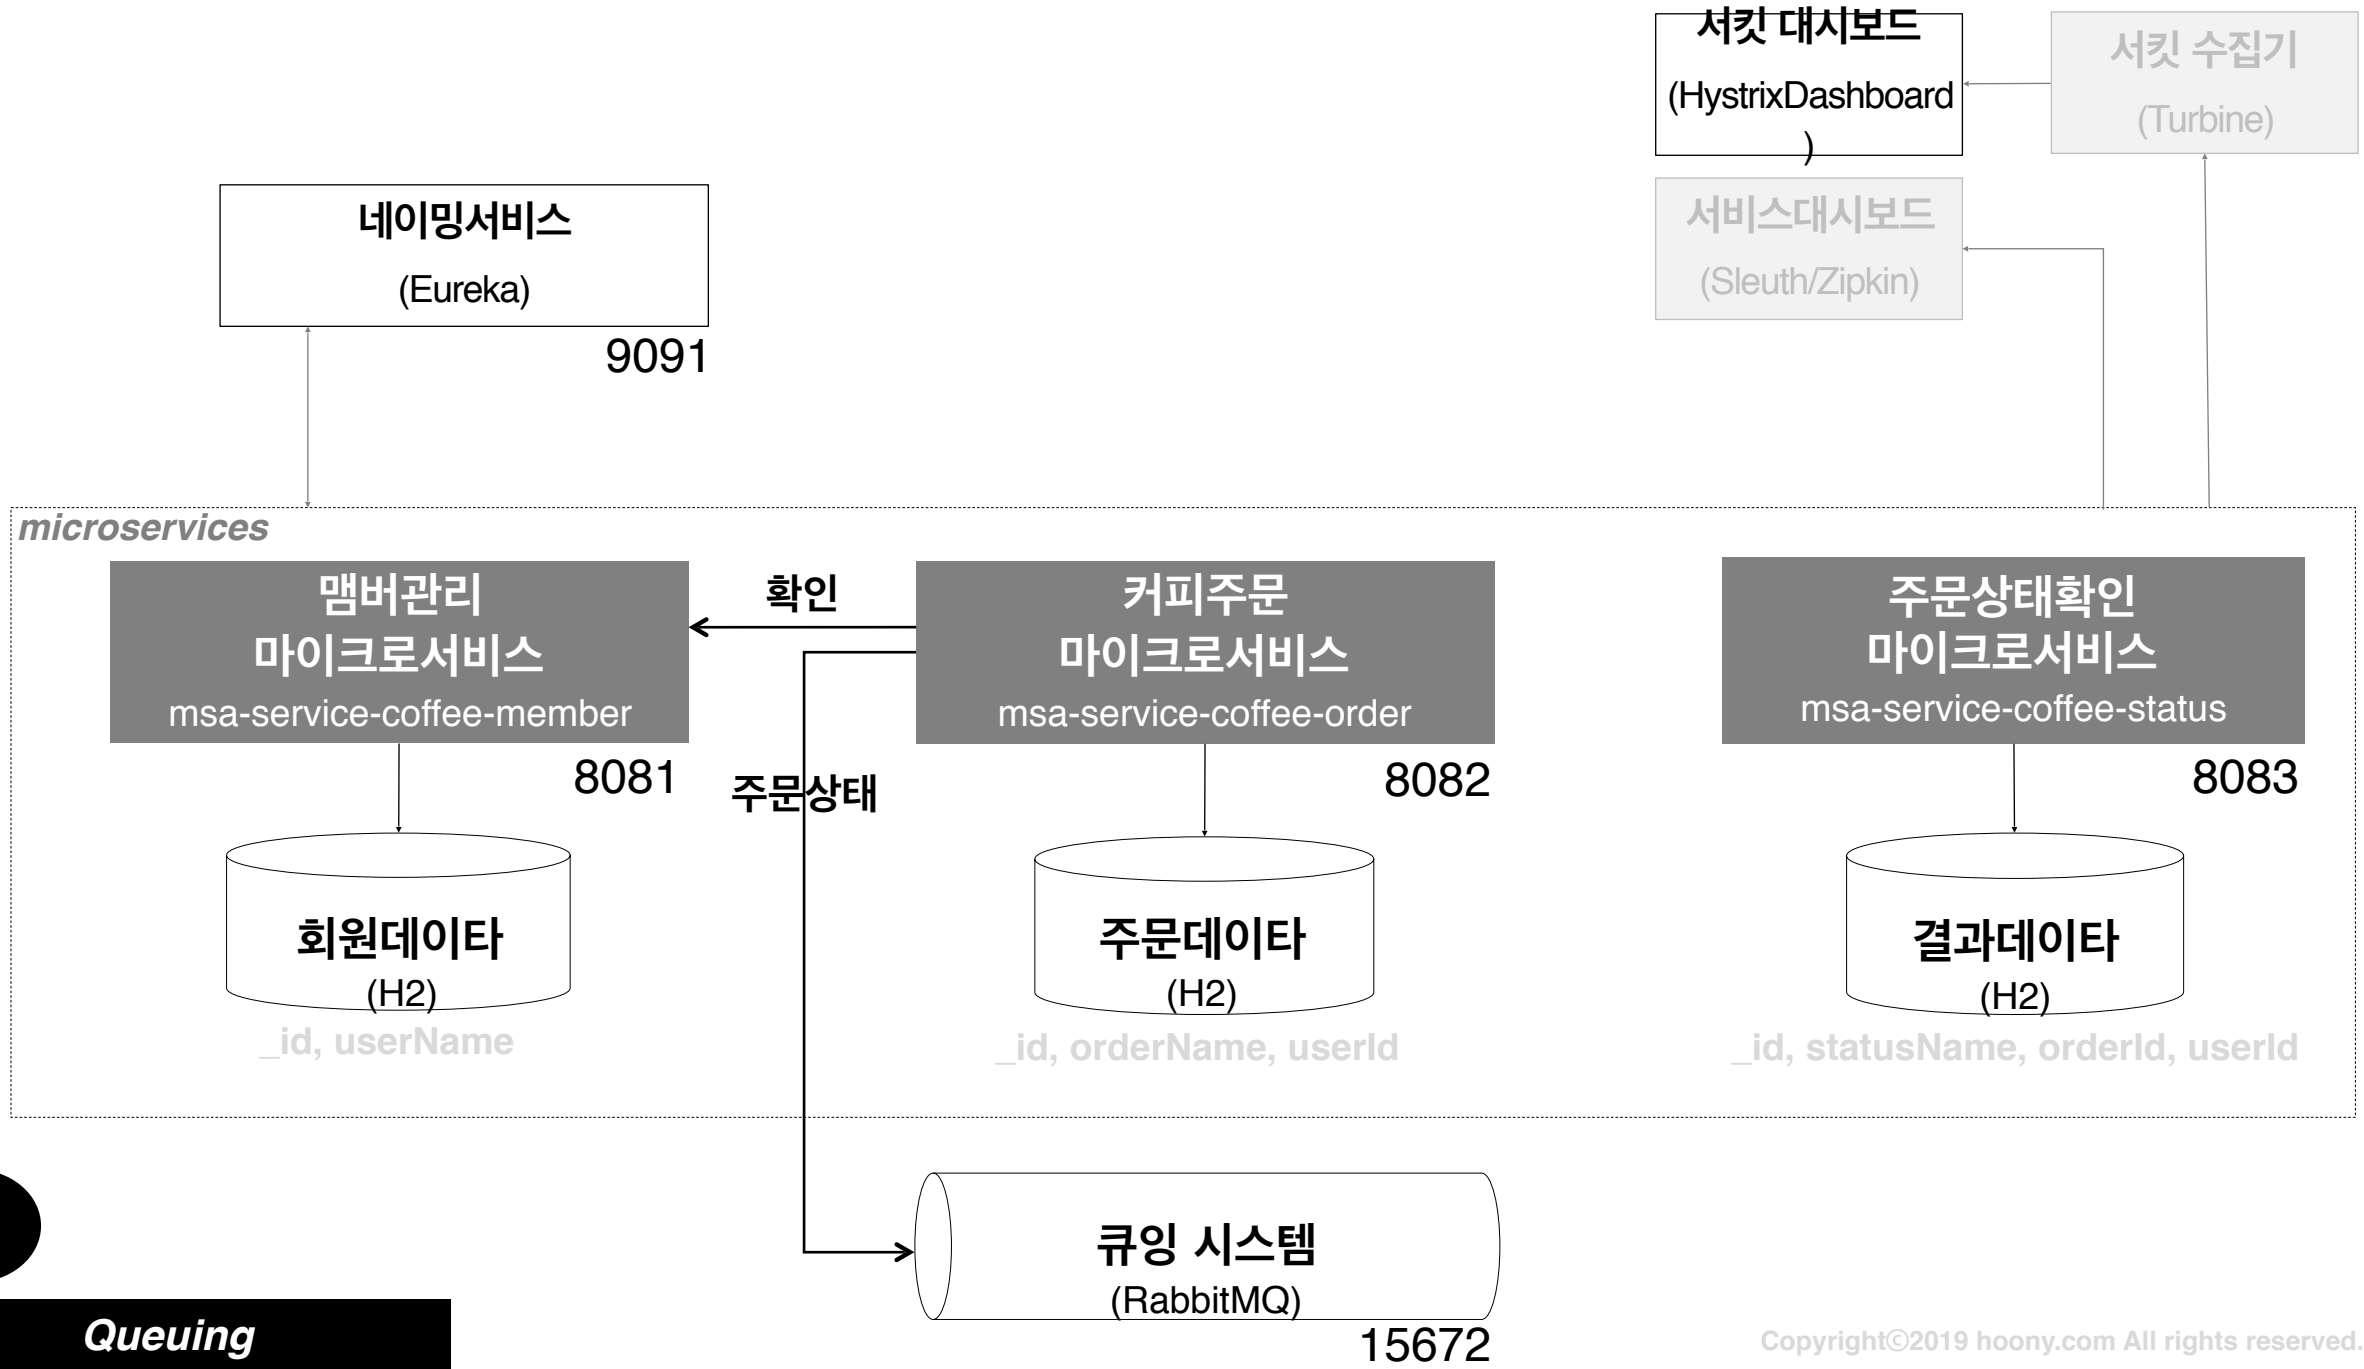 서킷 대시보드
(HystrixDashboard
)
서킷 수집기
(Turbine)
서비스대시보드
(Sleuth/Zipkin)
네이밍서비스
(Eureka)
9091
microservices
맴버관리
마이크로서비스
msa-service-coffee-member
8081
확인
커피주문
마이크로서비스
msa-service-coffee-order
8082
주문상태
주문상태확인
마이크로서비스
msa-service-coffee-status
8083
회원데이타
(H2)
_id, userName
주문데이타
(H2)
_id, orderName, userId
결과데이타
(H2)
_id, statusName, orderId, userId
큐잉 시스템
(RabbitMQ)
15672
Queuing
Copyrightⓒ2019 hoony.com All rights reserved.